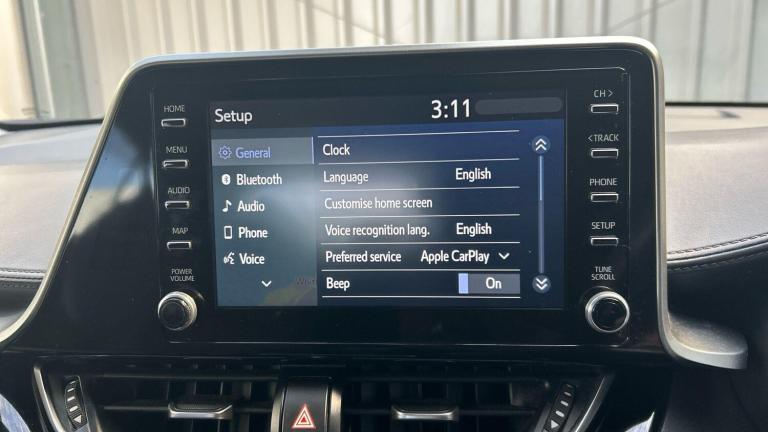 HOME
MENU
AUDIO
MAP
POWER
VOLUME
Setup 3:11
General
Bluetooth
Audio
Phone
Voice
Clock
Language English
Customise home screen
Voice recognition lang. English
Preferred service Apple CarPlay
Beep On
CH >
< TRACK
PHONE
SETUP
TUNE
SCROLL